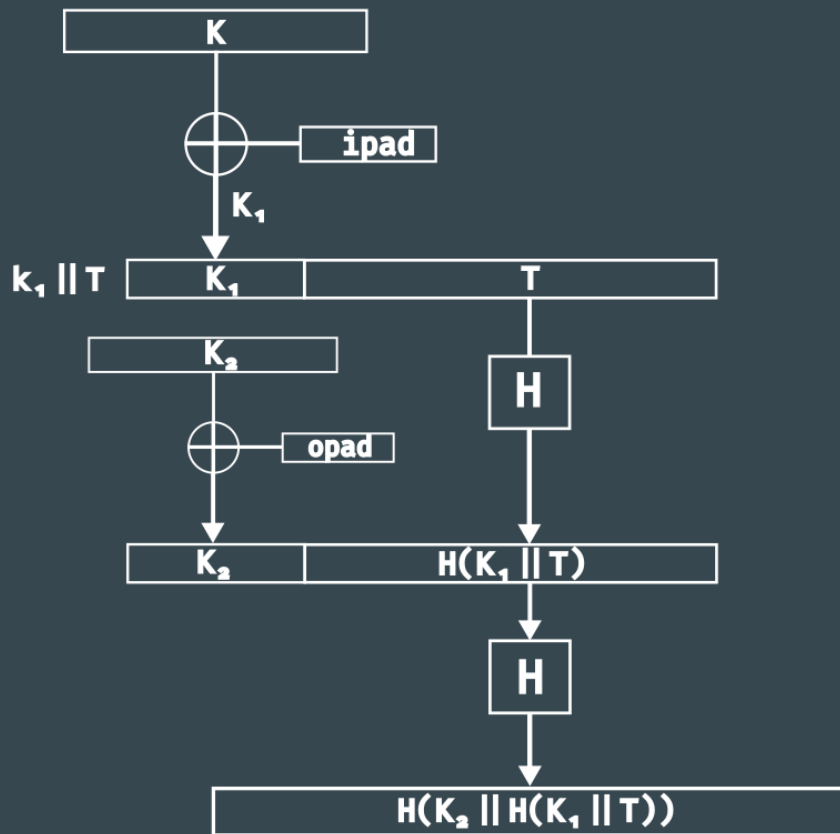 K
ipad
K₁
k₁ || T
K₁
T
K₂
H
opad
K₂
H(K₁ || T)
H
H(K₂ || H(K₁ || T))